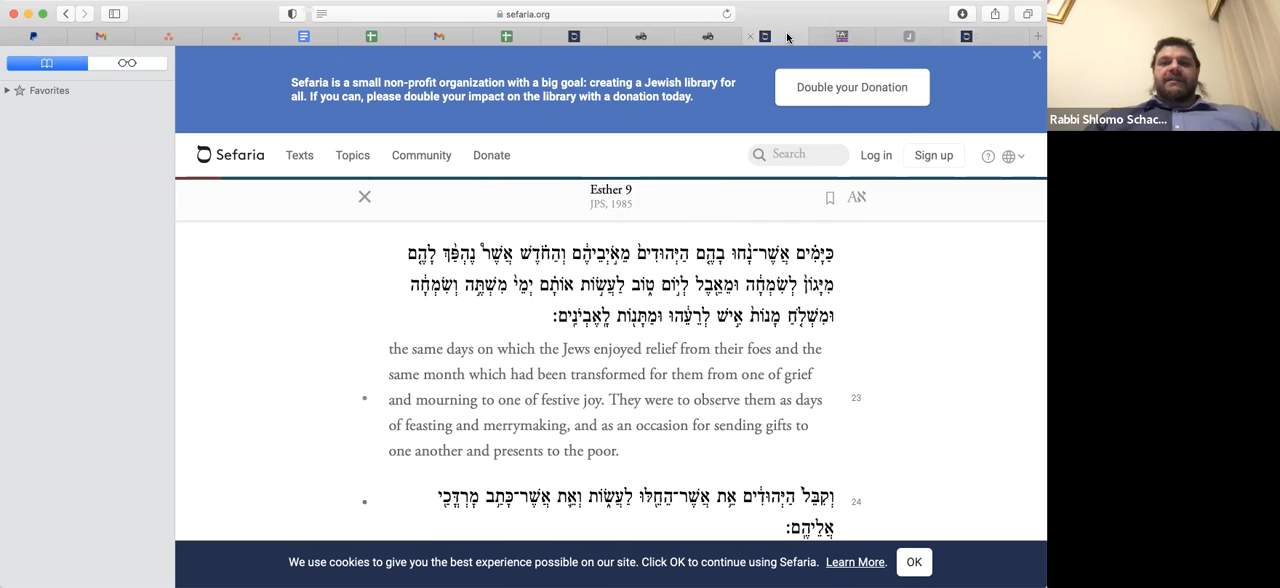 sefaria.org
Favorites
Sefaria is a small non-profit organization with a big goal: creating a Jewish library for
all. If you can, please double your impact on the library with a donation today.
Double your Donation
Sefaria
Texts
Topics
Community
Donate
Search
Log in
Sign up
Esther 9
JPS, 1985
כַּיָּמִ֗ים אֲשֶׁר־נָ֨חוּ בָהֶ֤ם הַיְּהוּדִים֙ מֵאֹ֣יְבֵיהֶ֔ם וְהַחֹ֗דֶשׁ אֲשֶׁר֩ נֶהְפַּ֨ךְ לָהֶ֤ם
מִיָּגוֹן֙ לְשִׂמְחָ֔ה וּמֵאֵ֖בֶל לְי֣וֹם ט֑וֹב לַעֲשׂ֣וֹת אוֹתָ֗ם יְמֵי֙ מִשְׁתֶּ֣ה וְשִׂמְחָ֔ה
וּמִשְׁלֹ֤חַ מָנוֹת֙ אִ֣ישׁ לְרֵעֵ֔הוּ וּמַתָּנ֖וֹת לָֽאֶבְיֹנִֽים׃
the same days on which the Jews enjoyed relief from their foes and the
same month which had been transformed for them from one of grief
and mourning to one of festive joy. They were to observe them as days
of feasting and merrymaking, and as an occasion for sending gifts to
one another and presents to the poor.
23
וְקִבֵּל֙ הַיְּהוּדִ֔ים אֵ֥ת אֲשֶׁר־הֵחֵ֖לּוּ לַעֲשׂ֑וֹת וְאֵ֛ת אֲשֶׁר־כָּתַ֥ב מׇרְדֳּכַ֖י
אֲלֵיהֶֽם׃
24
We use cookies to give you the best experience possible on our site. Click OK to continue using Sefaria. Learn More.
OK
Rabbi Shlomo Schac...